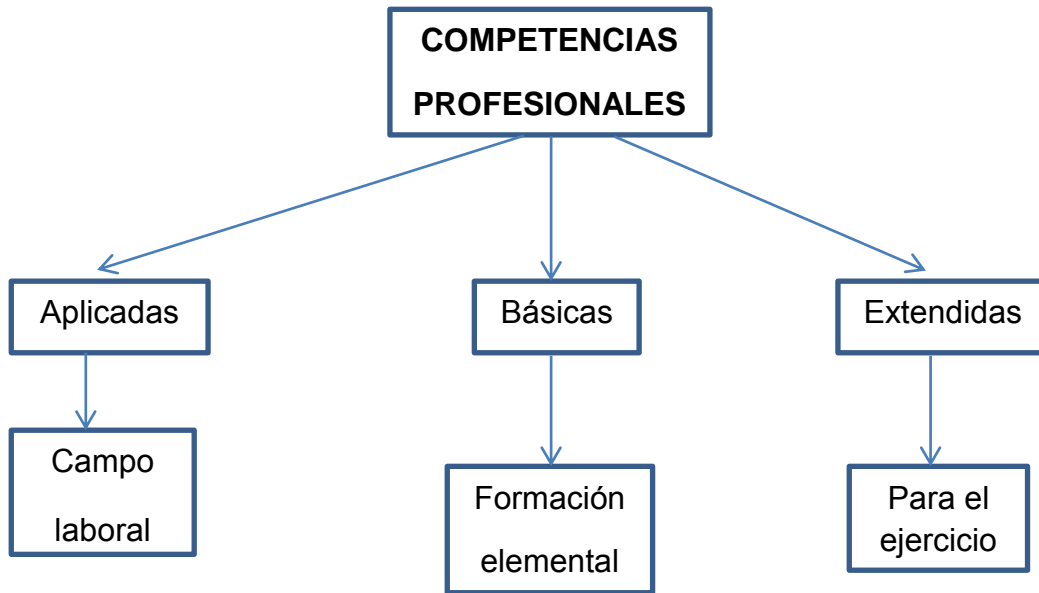 COMPETENCIAS
PROFESIONALES
Aplicadas
Básicas
Extendidas
Campo
laboral
Formación
elemental
Para el
ejercicio